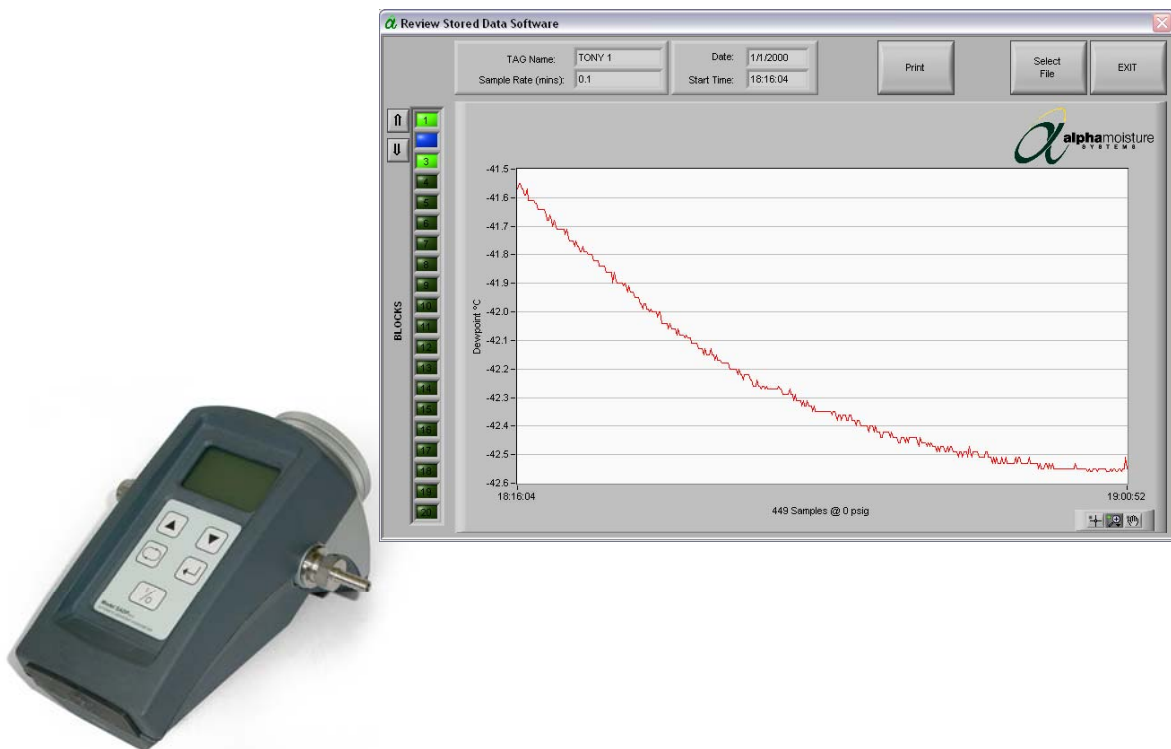 α Review Stored Data Software
TAG Name: TONY 1
Sample Rate (mins): 0.1
Date: 1/1/2000
Start Time: 18:16:04
Print
Select
File
EXIT
1
3
4
5
6
7
8
9
10
11
12
13
14
15
16
17
18
19
20
BLOCKS
αalphamoisture
SYSTEMS
Dewpoint °C
-41.5
-41.6
-41.7
-41.8
-41.9
-42.0
-42.1
-42.2
-42.3
-42.4
-42.5
-42.6
18:16:04
19:00:52
449 Samples @ 0 psig
I/O
Model SADP